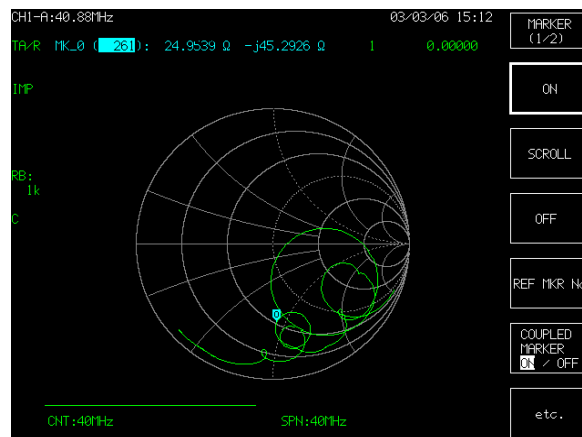 CH1-A:40.88MHz 03/03/06 15:12
TA/R MK_0 ( 261): 24.9539 Ω -j45.2926 Ω 1 0.00000
IMP
RB:
1k
C
0
CNT:40MHz SPN:40MHz
MARKER
(1/2)
ON
SCROLL
OFF
REF MKR No
COUPLED
MARKER
ON / OFF
etc.